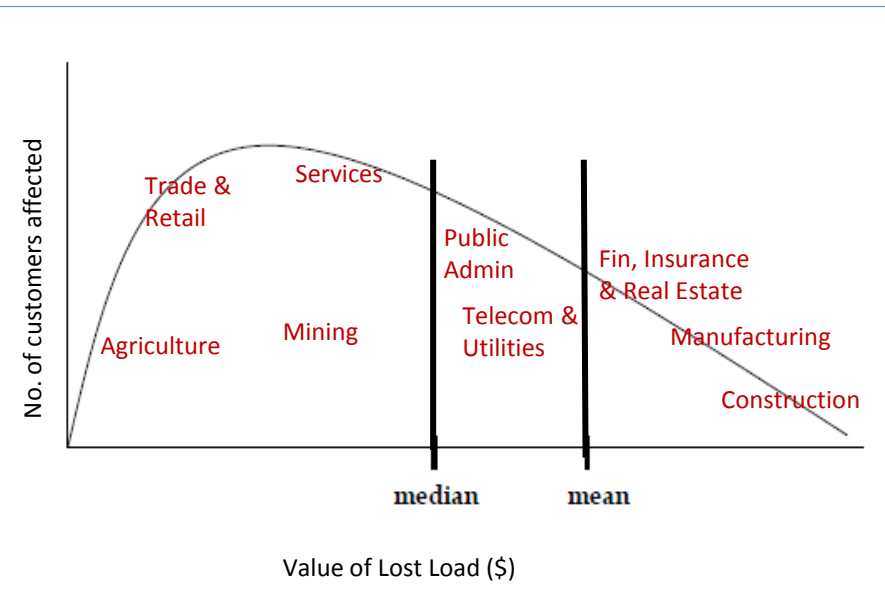 No. of customers affected
Trade &
Retail
Services
Public
Admin
Fin, Insurance
& Real Estate
Agriculture
Mining
Telecom &
Utilities
Manufacturing
Construction
median
mean
Value of Lost Load ($)